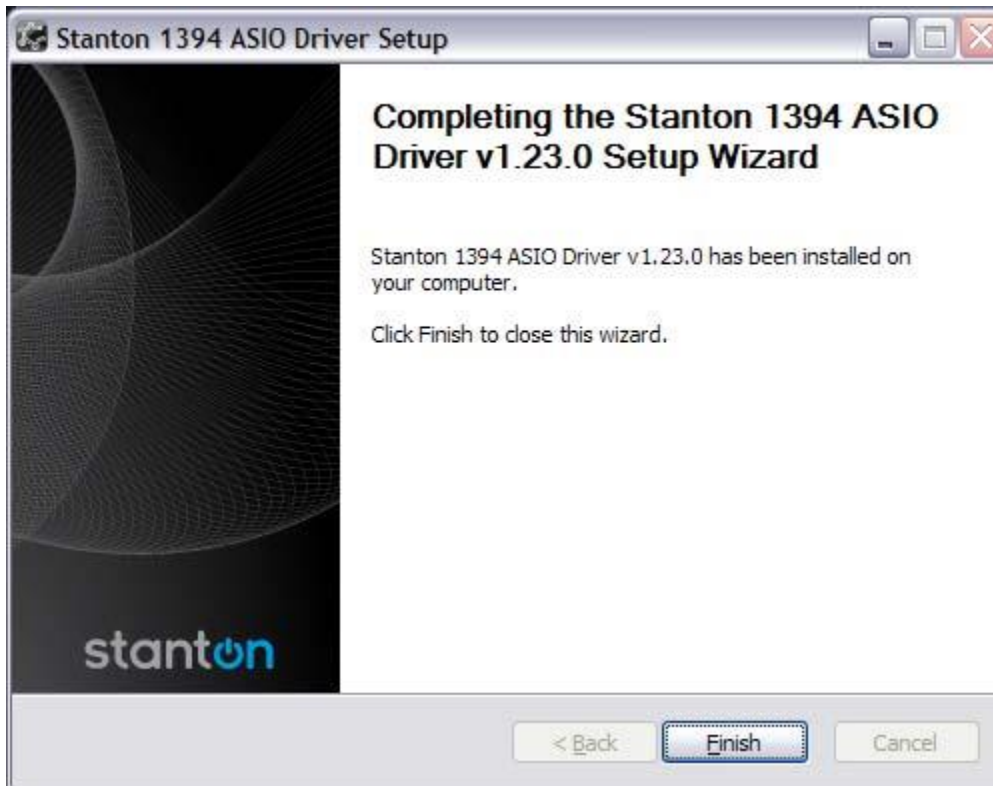 Stanton 1394 ASIO Driver Setup
Completing the Stanton 1394 ASIO
Driver v1.23.0 Setup Wizard
Stanton 1394 ASIO Driver v1.23.0 has been installed on
your computer.
Click Finish to close this wizard.
stanton
< Back
Finish
Cancel